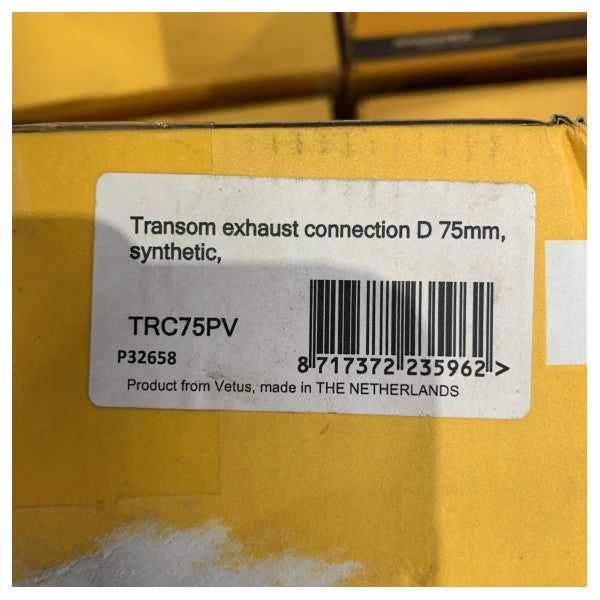 Transom exhaust connection D 75mm,
synthetic,
TRC75PV
P32658
8 717372 235962 >
Product from Vetus, made in THE NETHERLANDS